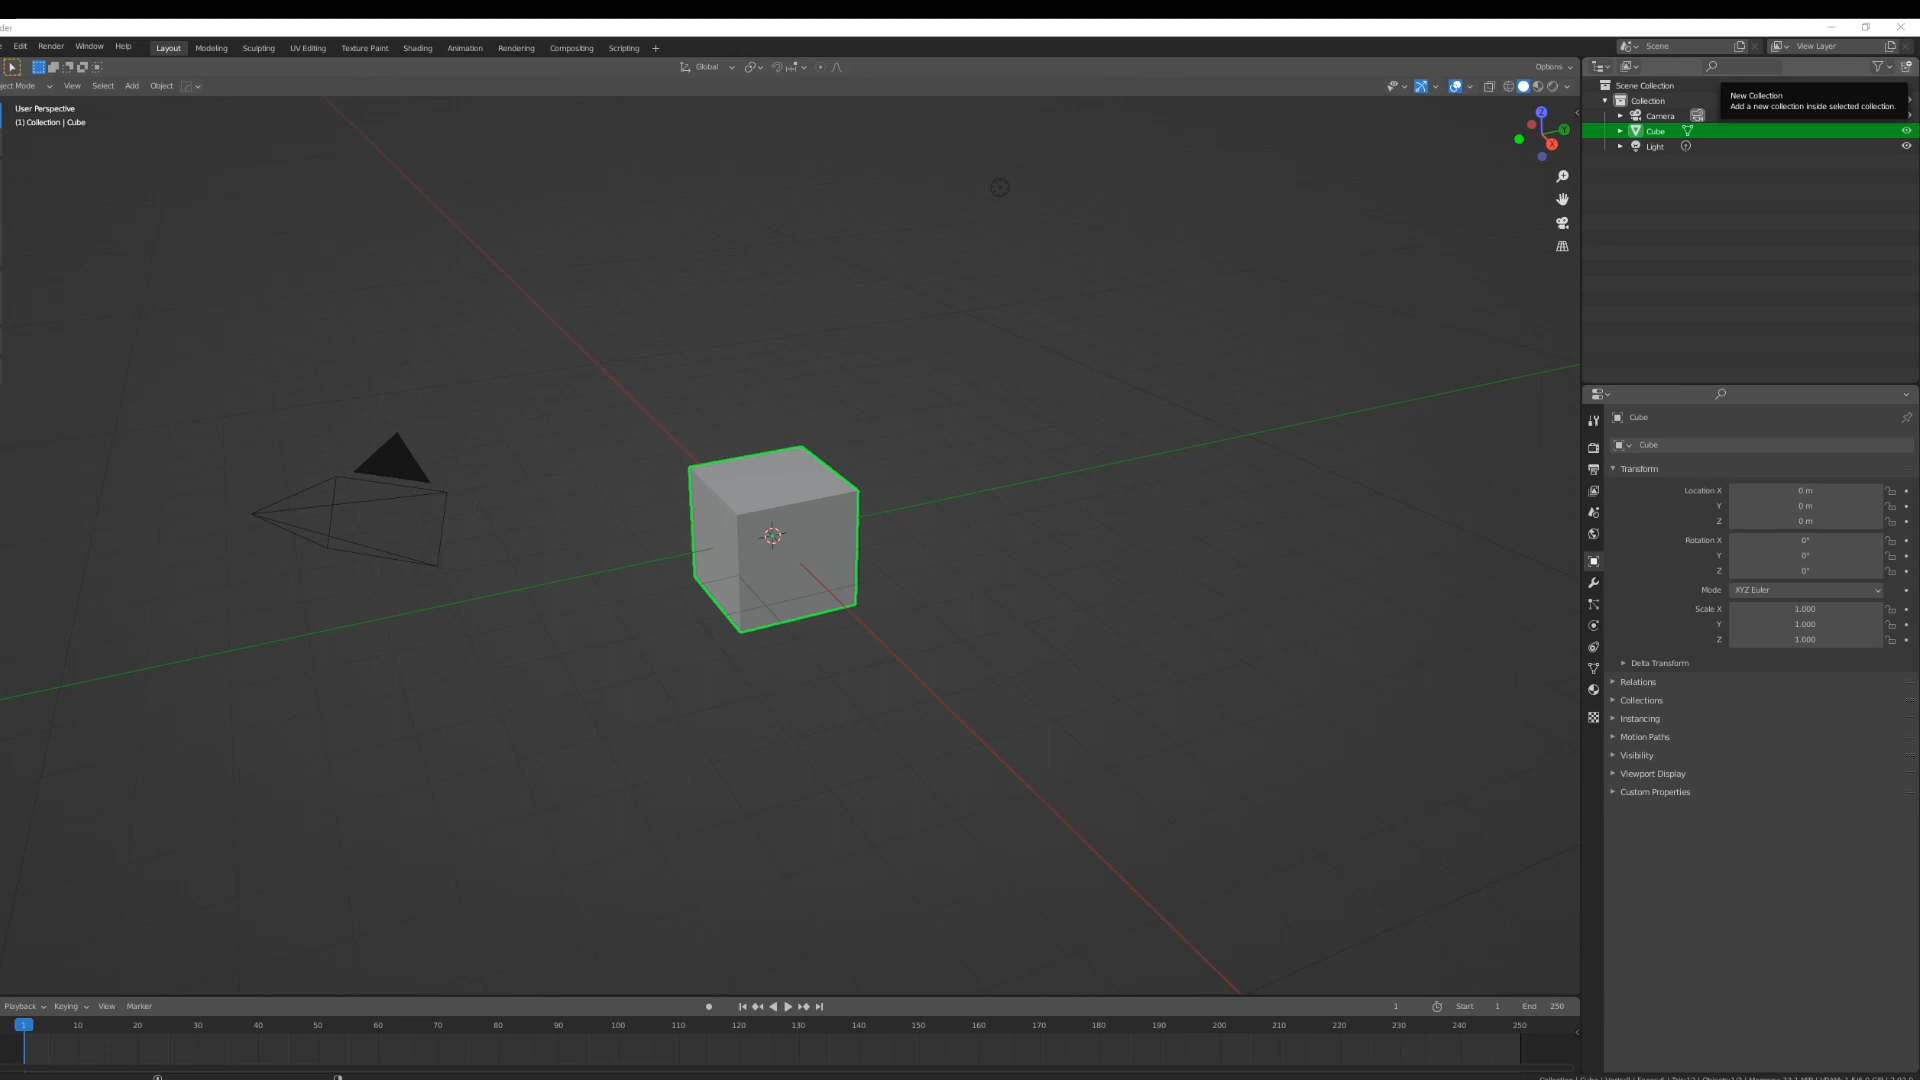 der
Edit Render Window Help Layout Modeling Sculpting UV Editing Texture Paint Shading Animation Rendering Compositing Scripting + Scene View Layer
Global Options
ject Mode View Select Add Object
User Perspective
(1) Collection | Cube
Z
Y
X
Scene Collection
Collection
Camera
Cube
Light
New Collection
Add a new collection inside selected collection.
Cube
Cube
Transform
Location X 0 m
Y 0 m
Z 0 m
Rotation X 0°
Y 0°
Z 0°
Mode XYZ Euler
Scale X 1.000
Y 1.000
Z 1.000
Delta Transform
Relations
Collections
Instancing
Motion Paths
Visibility
Viewport Display
Custom Properties
Playback Keying View Marker 1 Start 1 End 250
1 10 20 30 40 50 60 70 80 90 100 110 120 130 140 150 160 170 180 190 200 210 220 230 240 250